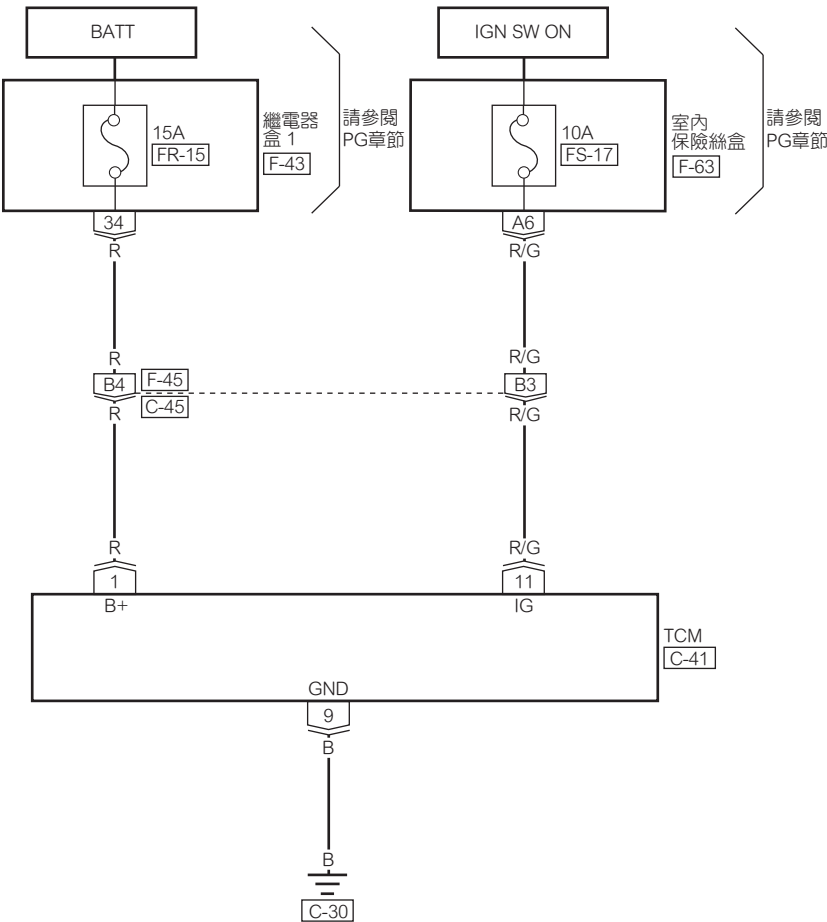 BATT
IGN SW ON
15A
FR-15
繼電器
盒 1
F-43
請參閱
PG章節
10A
FS-17
室內
保險絲盒
F-63
請參閱
PG章節
34
R
A6
R/G
R
B4
R
F-45
C-45
R/G
B3
R/G
R
1
B+
R/G
11
IG
TCM
C-41
GND
9
B
B
C-30